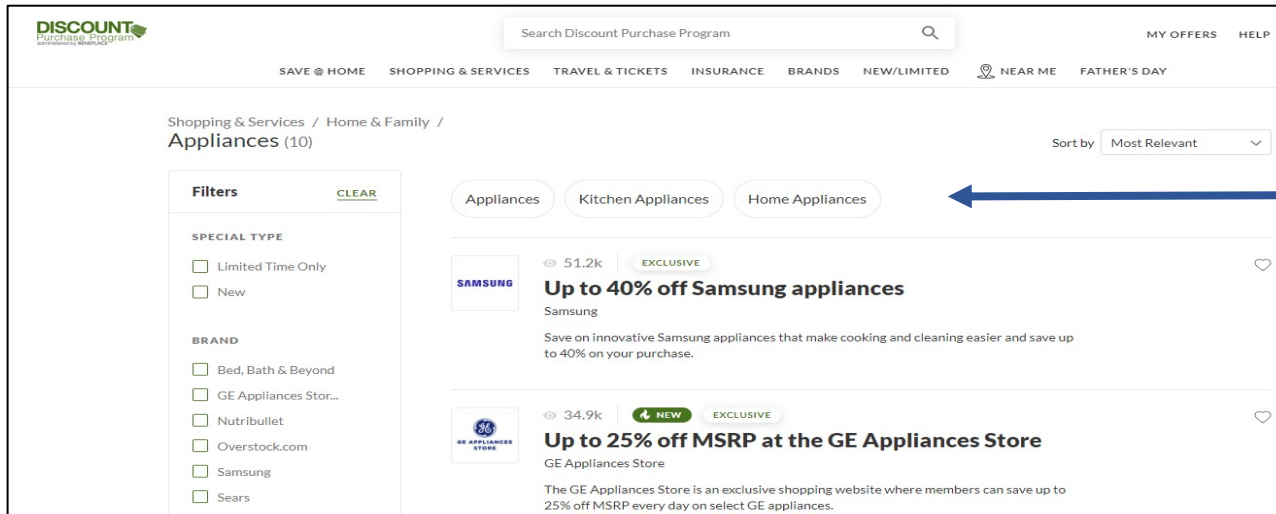 DISCOUNT
Purchase Program
administered by BENEPLACE
Search Discount Purchase Program
MY OFFERS HELP
SAVE @ HOME SHOPPING & SERVICES TRAVEL & TICKETS INSURANCE BRANDS NEW/LIMITED NEAR ME FATHER'S DAY
Shopping & Services / Home & Family /
Appliances (10)
Sort by Most Relevant
Filters CLEAR
SPECIAL TYPE
Limited Time Only
New
BRAND
Bed, Bath & Beyond
GE Appliances Stor...
Nutribullet
Overstock.com
Samsung
Sears
Appliances Kitchen Appliances Home Appliances
SAMSUNG
51.2k EXCLUSIVE
Up to 40% off Samsung appliances
Samsung
Save on innovative Samsung appliances that make cooking and cleaning easier and save up
to 40% on your purchase.
GE
GE APPLIANCES
STORE
34.9k NEW EXCLUSIVE
Up to 25% off MSRP at the GE Appliances Store
GE Appliances Store
The GE Appliances Store is an exclusive shopping website where members can save up to
25% off MSRP every day on select GE appliances.